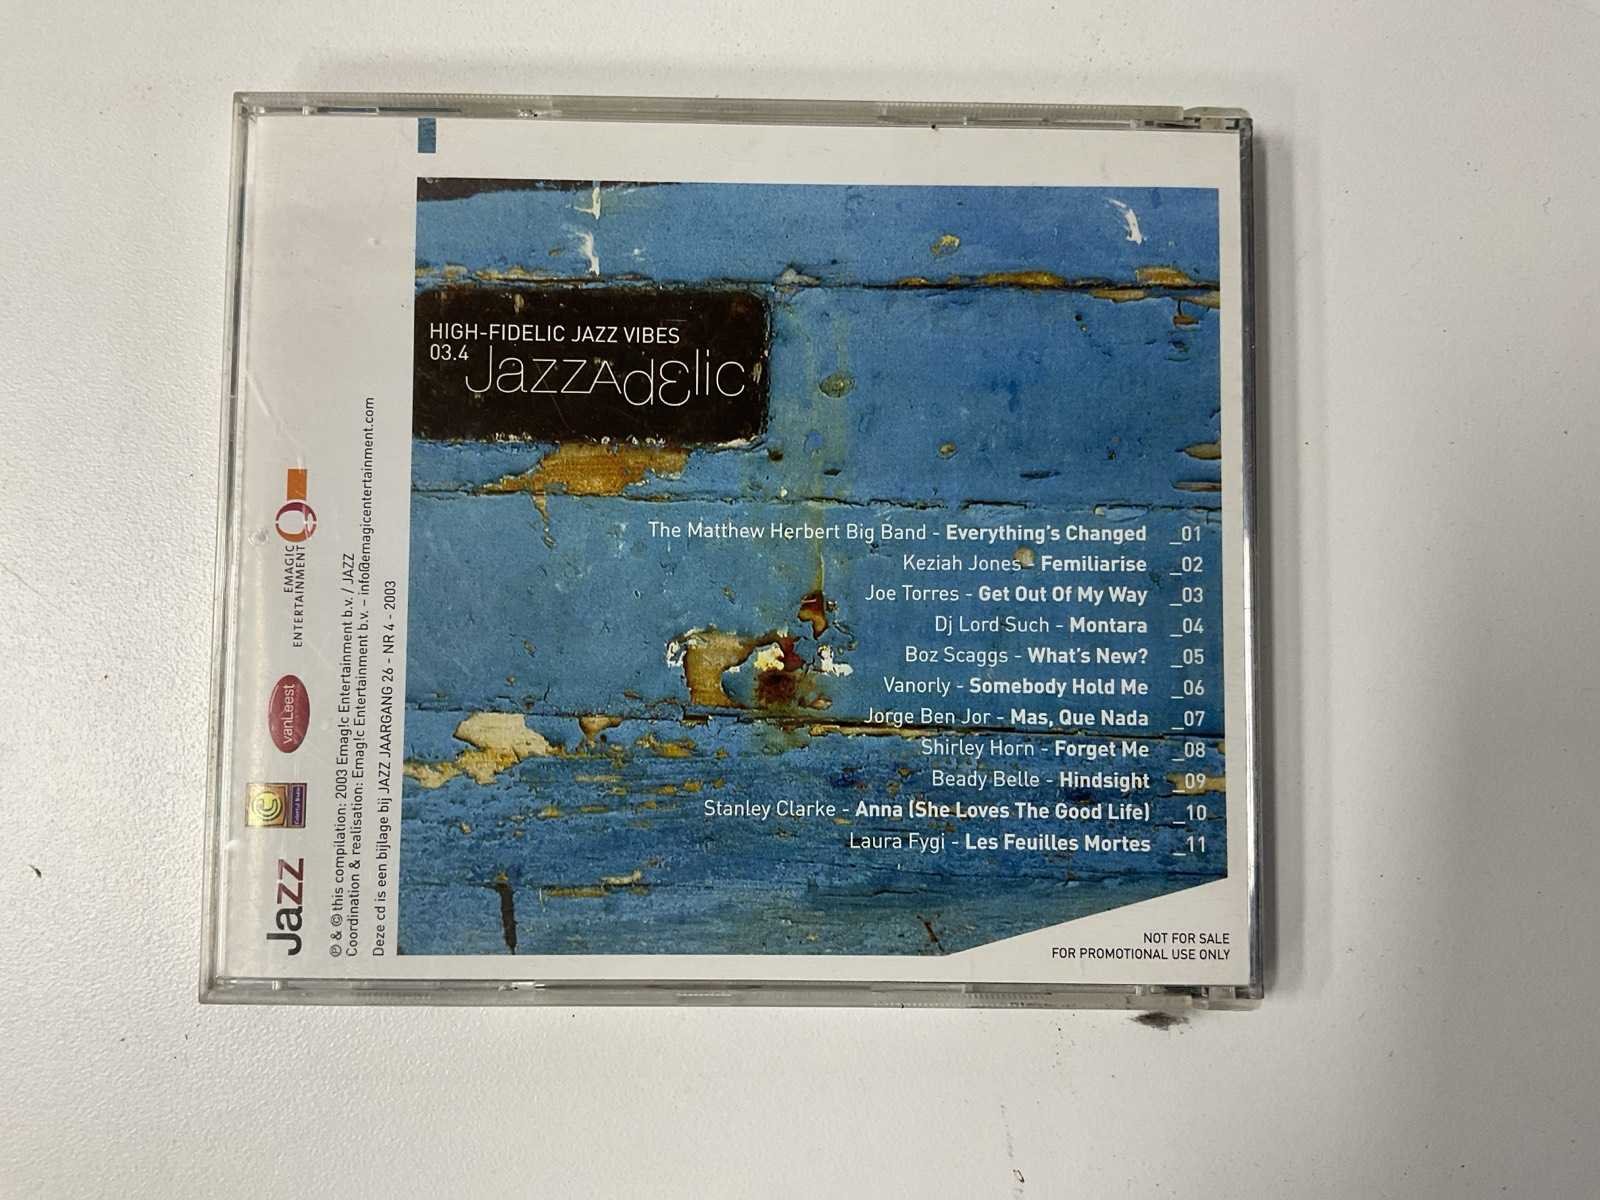 HIGH-FIDELIC JAZZ VIBES
03.4
JazzAdelic
The Matthew Herbert Big Band - Everything's Changed _01
Keziah Jones - Femiliarise _02
Joe Torres - Get Out Of My Way _03
Dj Lord Such - Montara _04
Boz Scaggs - What's New? _05
Vanorly - Somebody Hold Me _06
Jorge Ben Jor - Mas, Que Nada _07
Shirley Horn - Forget Me _08
Beady Belle - Hindsight _09
Stanley Clarke - Anna (She Loves The Good Life) _10
Laura Fygi - Les Feuilles Mortes _11
NOT FOR SALE
FOR PROMOTIONAL USE ONLY
Jazz
vanLeest
EMAGIC
ENTERTAINMENT
℗ & © this compilation: 2003 Emag!c Entertainment b.v. / JAZZ
Coordination & realisation: Emag!c Entertainment b.v. – info@emagicentertainment.com
Deze cd is een bijlage bij JAZZ JAARGANG 26 - NR 4 - 2003